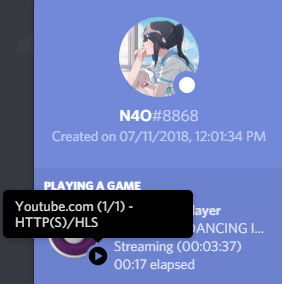 N4O#8868
Created on 07/11/2018, 12:01:34 PM
PLAYING A GAME
Youtube.com (1/1) -
HTTP(S)/HLS
DANCING I...
Streaming (00:03:37)
00:17 elapsed